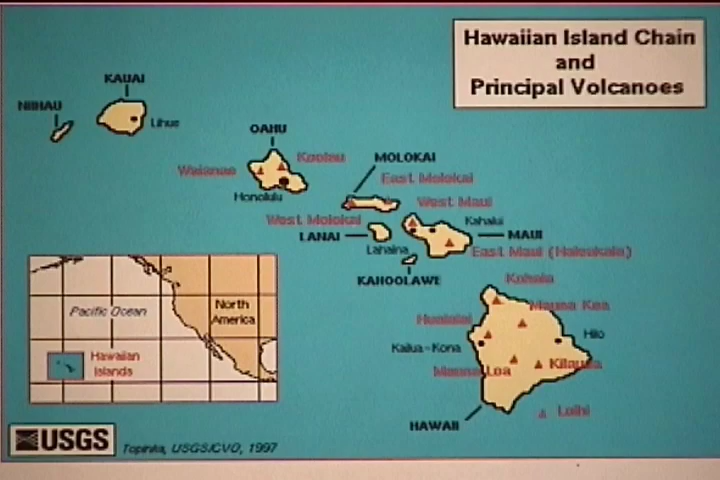 Hawaiian Island Chain
and
Principal Volcanoes
KAUAI
NIIHAU
Lihue
OAHU
Koolau
Waianae
Honolulu
MOLOKAI
East Molokai
West Molokai
West Maui
Kahului
LANAI
MAUI
Lahaina
East Maui (Haleakala)
KAHOOLAWE
Kohala
Mauna Kea
Hualalai
Hilo
Kailua-Kona
Mauna Loa
Kilauea
HAWAII
Loihi
Pacific Ocean
North
America
Hawaiian
Islands
USGS
Topinka, USGS/CVO, 1997